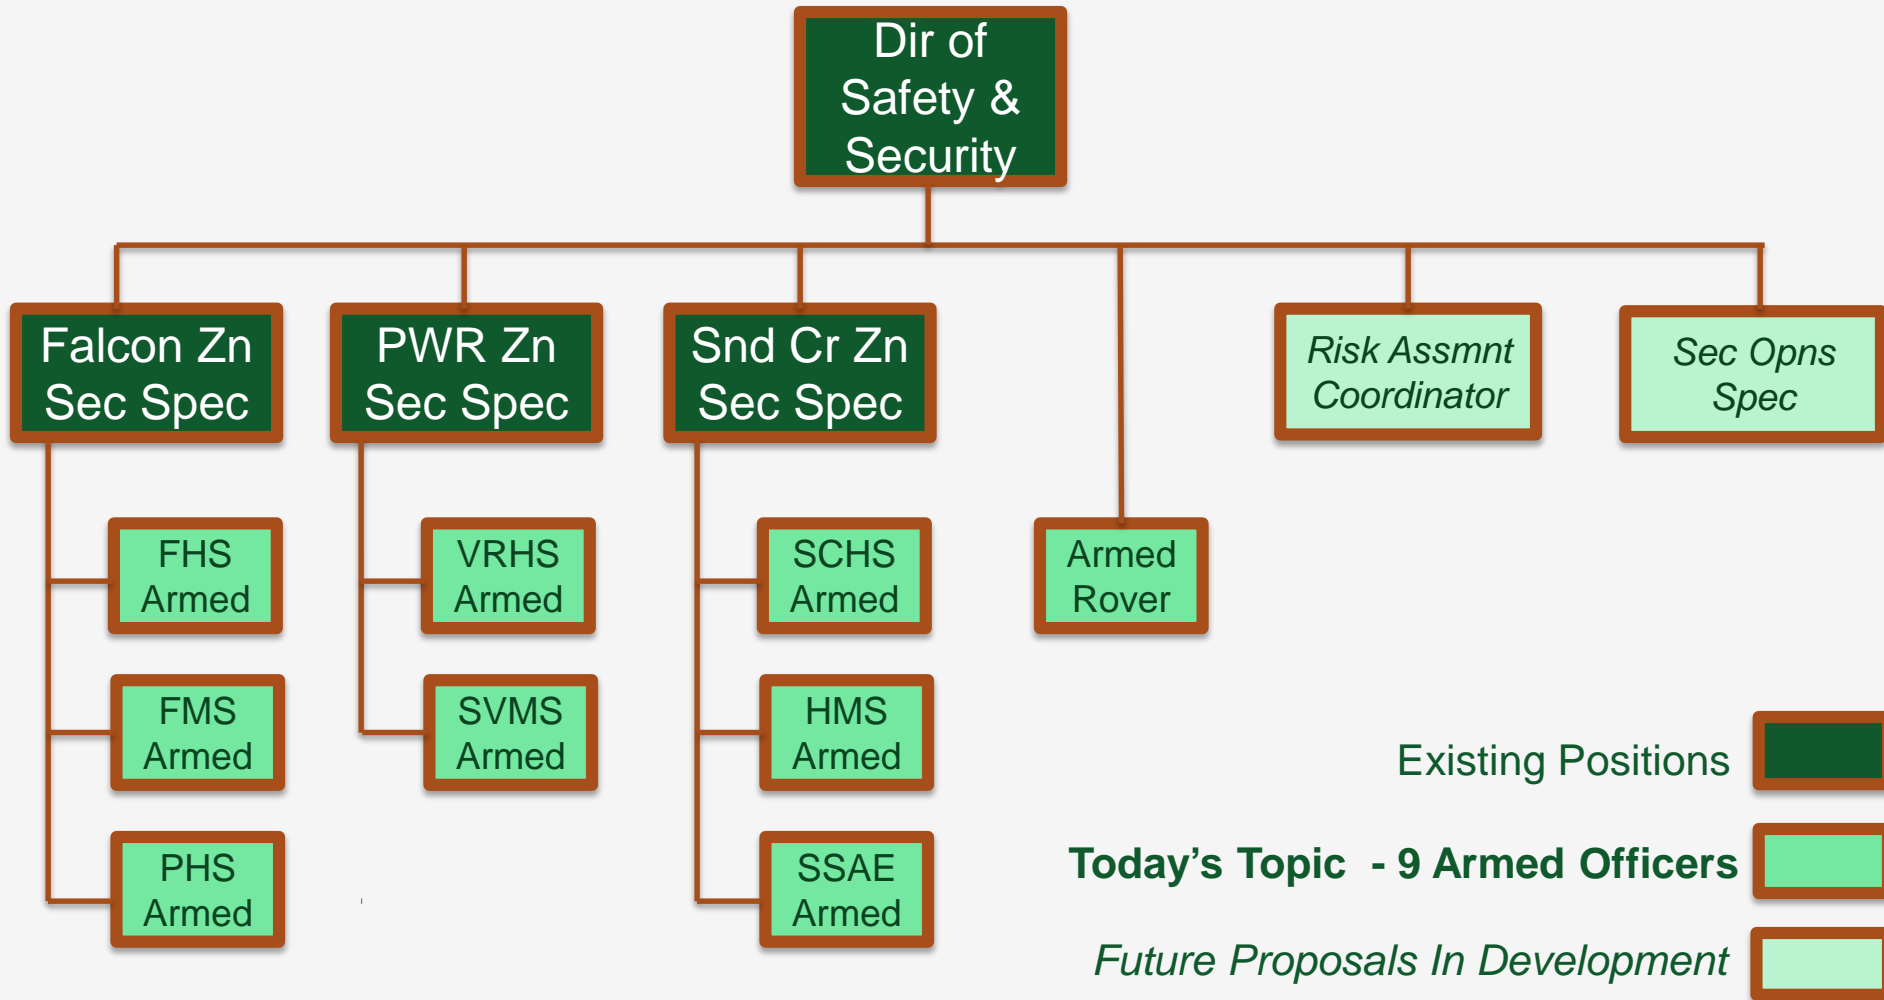 Dir of
Safety &
Security
Falcon Zn
Sec Spec
PWR Zn
Sec Spec
Snd Cr Zn
Sec Spec
Risk Assmnt
Coordinator
Sec Opns
Spec
FHS
Armed
VRHS
Armed
SCHS
Armed
Armed
Rover
FMS
Armed
SVMS
Armed
HMS
Armed
PHS
Armed
SSAE
Armed
Existing Positions
Today’s Topic - 9 Armed Officers
Future Proposals In Development